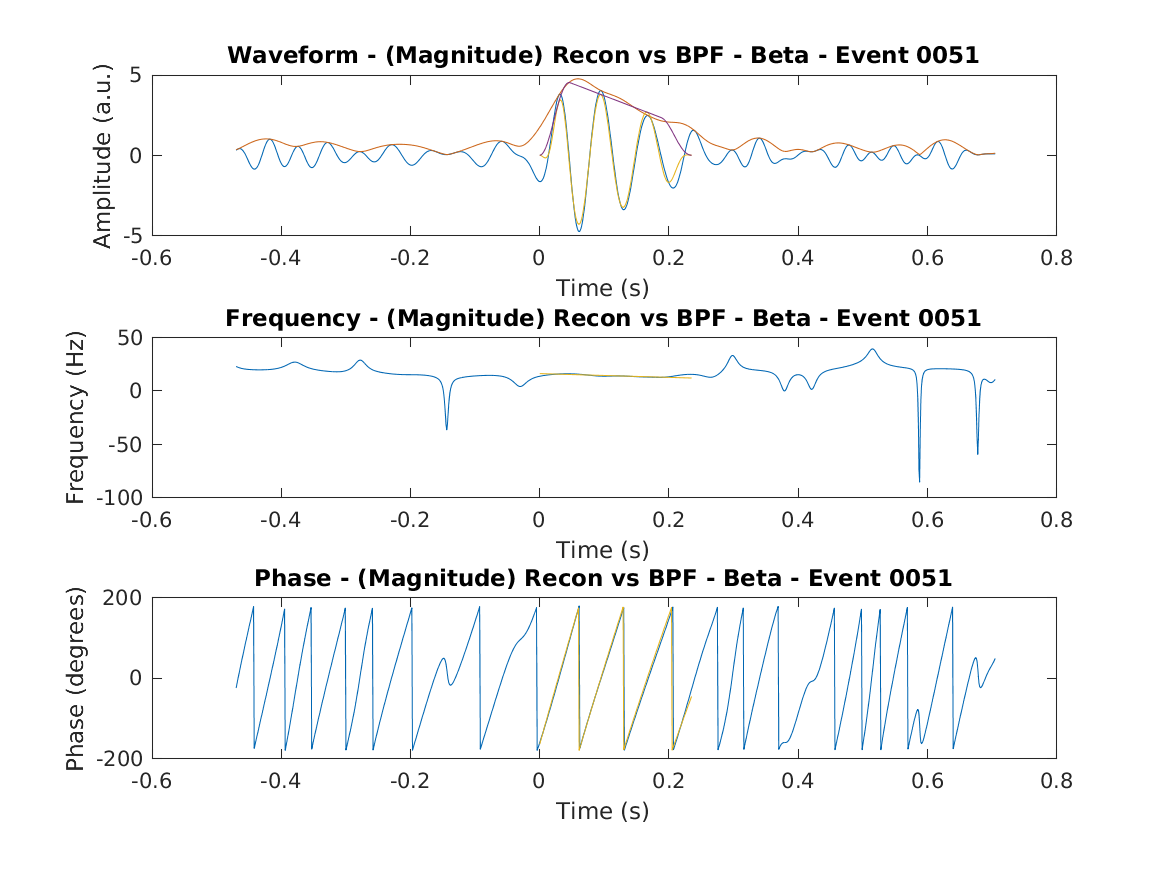 Waveform - (Magnitude) Recon vs BPF - Beta - Event 0051
Amplitude (a.u.)
5
0
-5
-0.6 -0.4 -0.2 0 0.2 0.4 0.6 0.8
Time (s)
Frequency - (Magnitude) Recon vs BPF - Beta - Event 0051
Frequency (Hz)
50
0
-50
-100
-0.6 -0.4 -0.2 0 0.2 0.4 0.6 0.8
Time (s)
Phase - (Magnitude) Recon vs BPF - Beta - Event 0051
Phase (degrees)
200
0
-200
-0.6 -0.4 -0.2 0 0.2 0.4 0.6 0.8
Time (s)